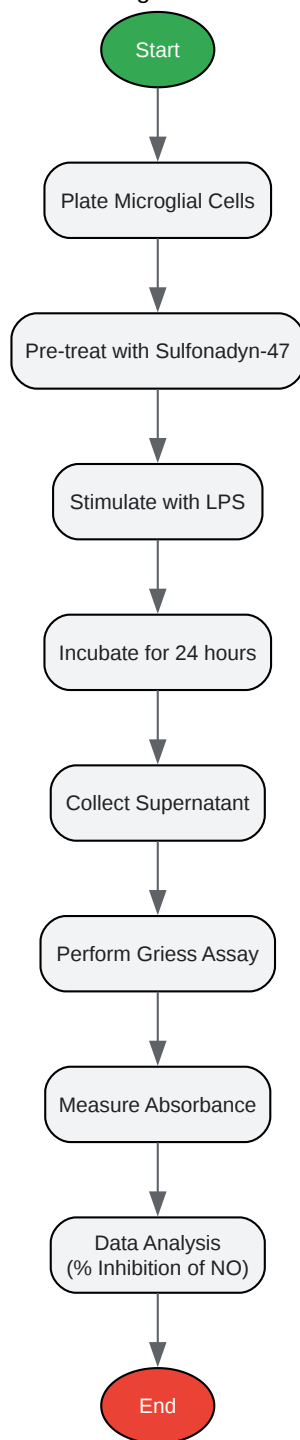 Start
Plate Microglial Cells
Pre-treat with Sulfonadyn-47
Stimulate with LPS
Incubate for 24 hours
Collect Supernatant
Perform Griess Assay
Measure Absorbance
Data Analysis
(% Inhibition of NO)
End